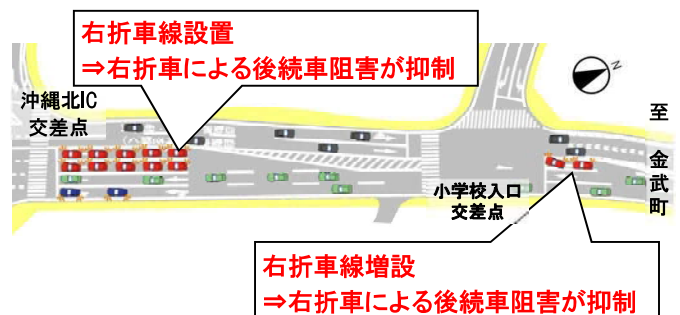 右折車線設置
⇒右折車による後続車阻害が抑制
沖縄北IC
交差点
N
至
金武町
小学校入口
交差点
右折車線増設
⇒右折車による後続車阻害が抑制